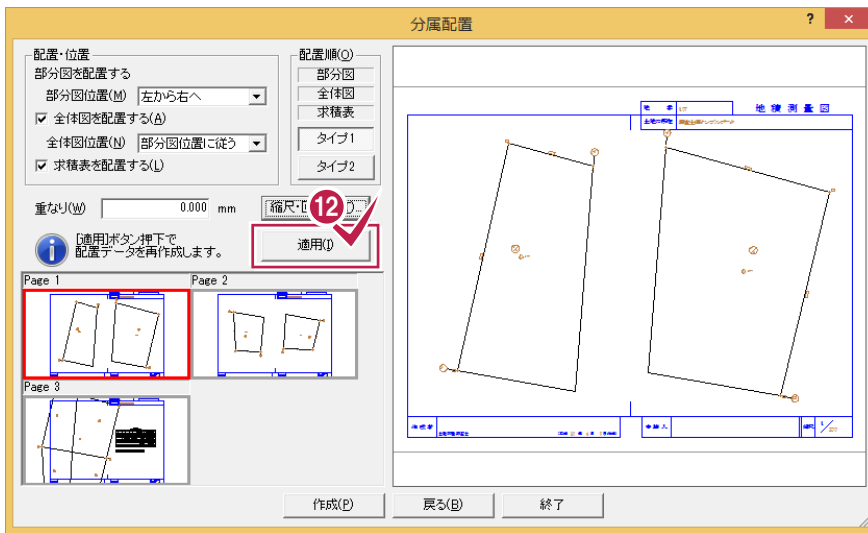 分属配置
? ×
配置・位置
部分図を配置する
部分図位置(M) 左から右へ
全体図を配置する(A)
全体図位置(N) 部分図位置に従う
求積表を配置する(L)
配置順(O)
部分図
全体図
求積表
タイプ1
タイプ2
重なり(W) 0.000 mm
縮尺・
12
[適用]ボタン押下で
配置データを再作成します。
適用(I)
Page 1
Page 2
Page 3
地積測量図
作成(P)
戻る(B)
終了